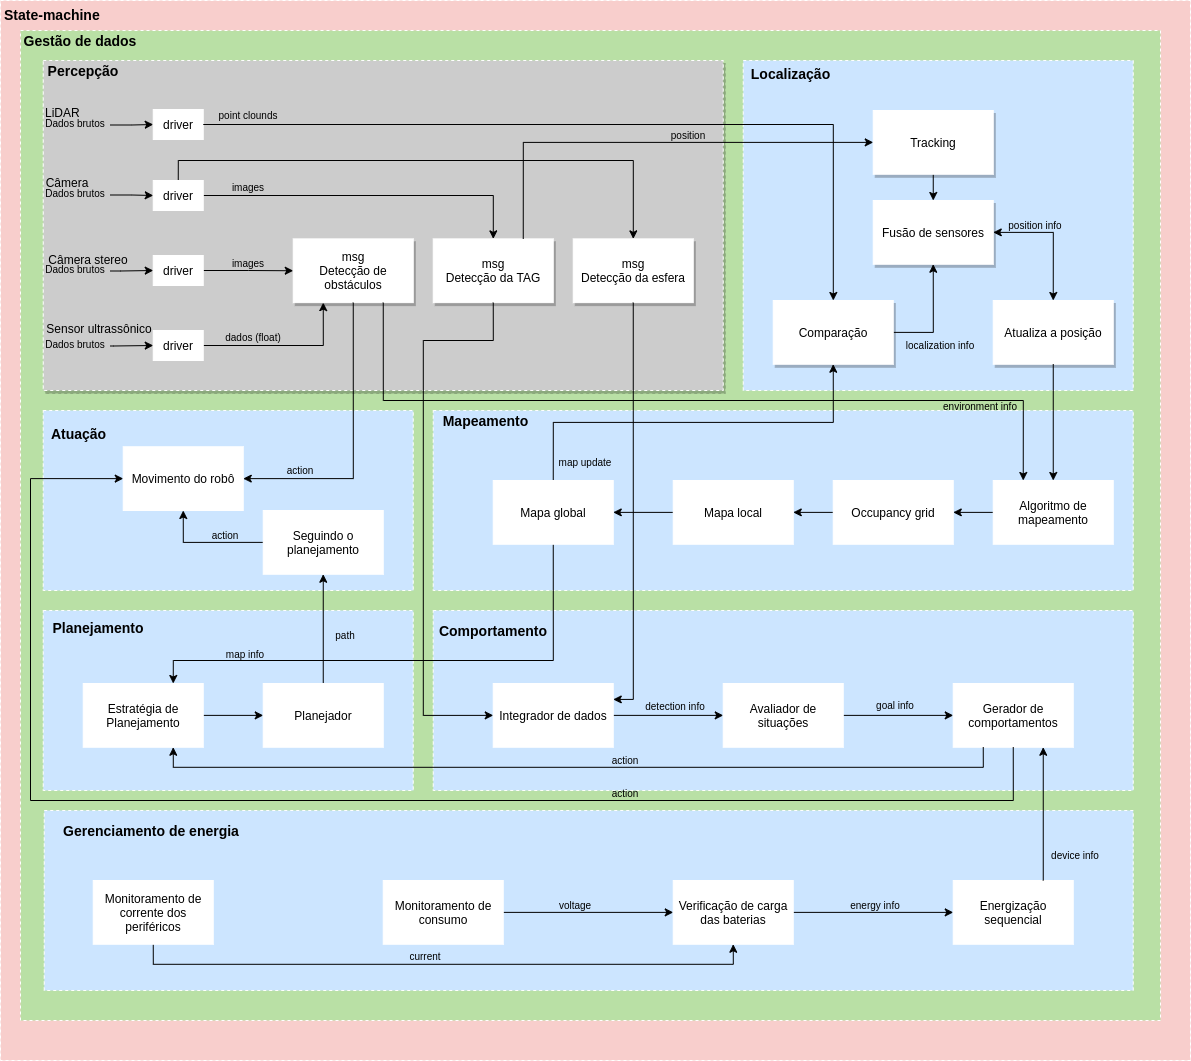 State-machine
Gestão de dados
Percepção
LiDAR
Dados brutos
driver
point clounds
Câmera
Dados brutos
driver
images
Câmera stereo
Dados brutos
driver
images
Sensor ultrassônico
Dados brutos
driver
dados (float)
msg
Detecção de
obstáculos
msg
Detecção da TAG
msg
Detecção da esfera
position
Localização
Tracking
Fusão de sensores
position info
Comparação
localization info
Atualiza a posição
environment info
Atuação
Movimento do robô
action
action
Seguindo o
planejamento
Mapeamento
map update
Mapa global
Mapa local
Occupancy grid
Algoritmo de
mapeamento
Planejamento
path
map info
Estratégia de
Planejamento
Planejador
Comportamento
Integrador de dados
detection info
Avaliador de
situações
goal info
Gerador de
comportamentos
action
action
Gerenciamento de energia
device info
Monitoramento de
corrente dos
periféricos
Monitoramento de
consumo
voltage
Verificação de carga
das baterias
energy info
Energização
sequencial
current